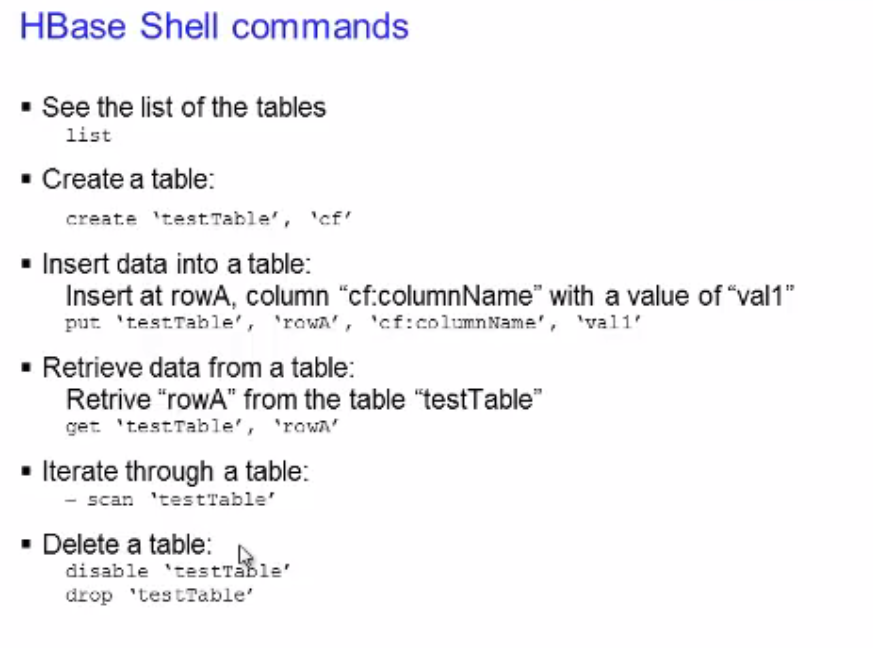 HBase Shell commands
▪ See the list of the tables
list
▪ Create a table:
create ‘testTable’, ‘cf’
▪ Insert data into a table:
Insert at rowA, column “cf:columnName” with a value of “val1”
put ‘testTable’, ‘rowA’, ‘cf:columnName’, ‘val1’
▪ Retrieve data from a table:
Retrive “rowA” from the table “testTable”
get ‘testTable’, ‘rowA’
▪ Iterate through a table:
– scan ‘testTable’
▪ Delete a table:
disable ‘testTable’
drop ‘testTable’